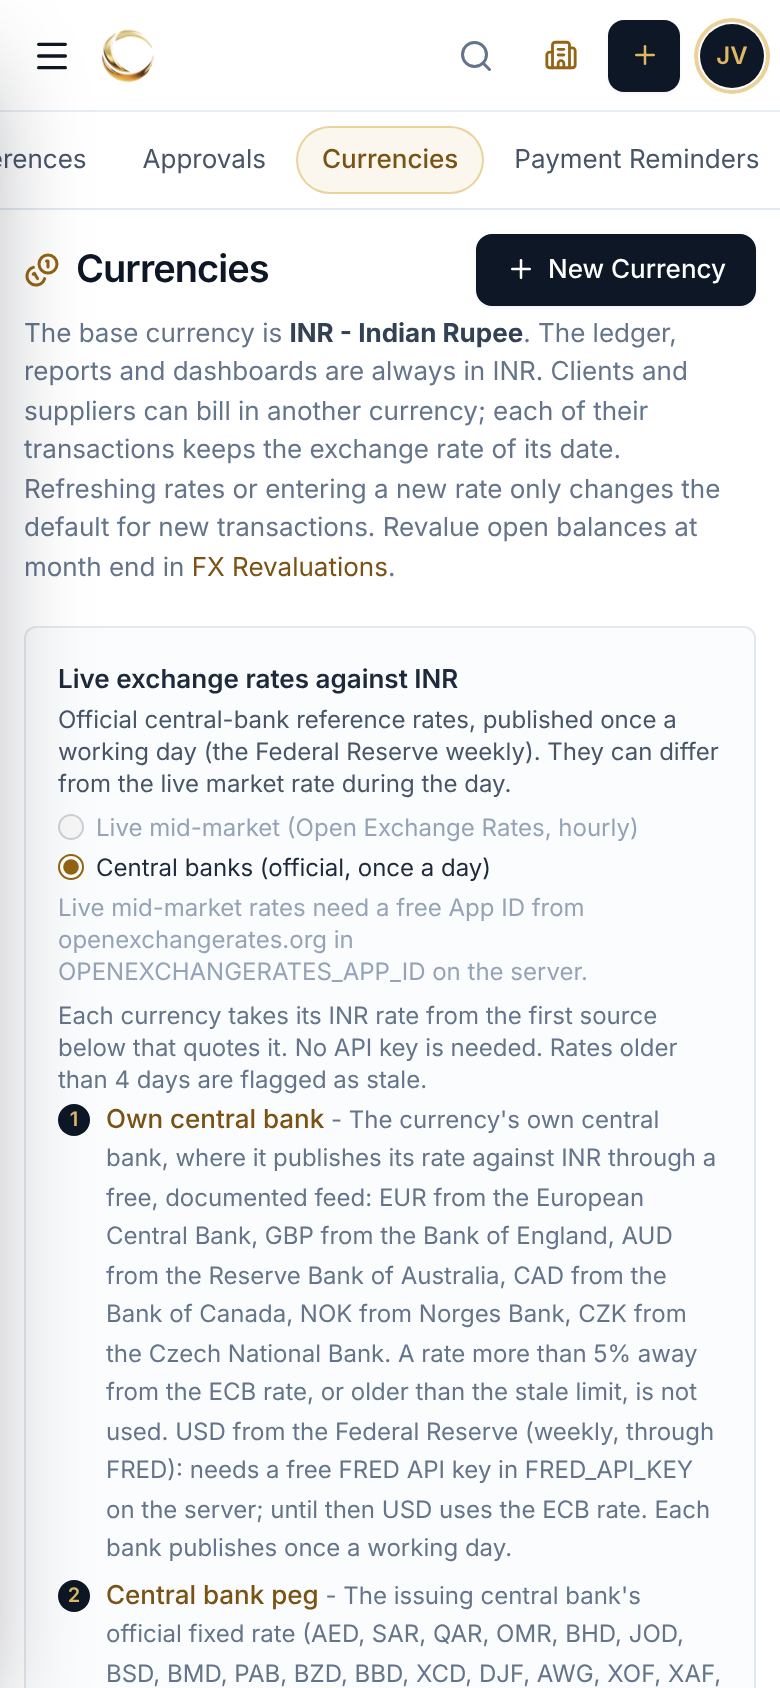 JV
erences Approvals Currencies Payment Reminders
Currencies
+ New Currency
The base currency is INR - Indian Rupee. The ledger,
reports and dashboards are always in INR. Clients and
suppliers can bill in another currency; each of their
transactions keeps the exchange rate of its date.
Refreshing rates or entering a new rate only changes the
default for new transactions. Revalue open balances at
month end in FX Revaluations.
Live exchange rates against INR
Official central-bank reference rates, published once a
working day (the Federal Reserve weekly). They can differ
from the live market rate during the day.
Live mid-market (Open Exchange Rates, hourly)
Central banks (official, once a day)
Live mid-market rates need a free App ID from
openexchangerates.org in
OPENEXCHANGERATES_APP_ID on the server.
Each currency takes its INR rate from the first source
below that quotes it. No API key is needed. Rates older
than 4 days are flagged as stale.
1 Own central bank - The currency's own central
bank, where it publishes its rate against INR through a
free, documented feed: EUR from the European
Central Bank, GBP from the Bank of England, AUD
from the Reserve Bank of Australia, CAD from the
Bank of Canada, NOK from Norges Bank, CZK from
the Czech National Bank. A rate more than 5% away
from the ECB rate, or older than the stale limit, is not
used. USD from the Federal Reserve (weekly, through
FRED): needs a free FRED API key in FRED_API_KEY
on the server; until then USD uses the ECB rate. Each
bank publishes once a working day.
2 Central bank peg - The issuing central bank's
official fixed rate (AED, SAR, QAR, OMR, BHD, JOD,
BSD, BMD, PAB, BZD, BBD, XCD, DJF, AWG, XOF, XAF,